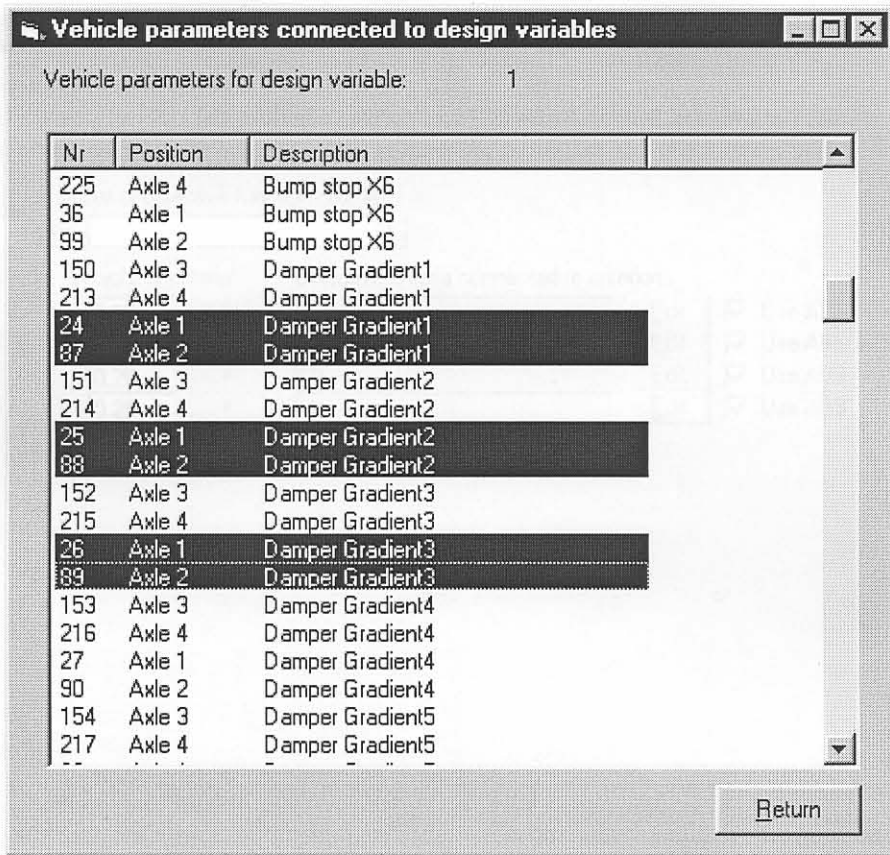 Vehicle parameters connected to design variables
Vehicle parameters for design variable: 1
Nr Position Description
225 Axle 4 Bump stop X6
36 Axle 1 Bump stop X6
99 Axle 2 Bump stop X6
150 Axle 3 Damper Gradient1
213 Axle 4 Damper Gradient1
24 Axle 1 Damper Gradient1
87 Axle 2 Damper Gradient1
151 Axle 3 Damper Gradient2
214 Axle 4 Damper Gradient2
25 Axle 1 Damper Gradient2
88 Axle 2 Damper Gradient2
152 Axle 3 Damper Gradient3
215 Axle 4 Damper Gradient3
26 Axle 1 Damper Gradient3
89 Axle 2 Damper Gradient3
153 Axle 3 Damper Gradient4
216 Axle 4 Damper Gradient4
27 Axle 1 Damper Gradient4
90 Axle 2 Damper Gradient4
154 Axle 3 Damper Gradient5
217 Axle 4 Damper Gradient5
Return